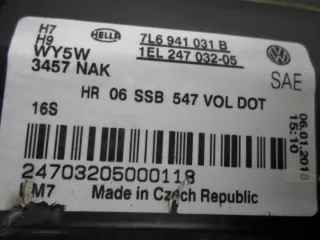 H7
H9
HELLA
7L6 941 031 B
WY5W
1EL 247 032-05
3457 NAK
SAE
HR 06 SSB 547 VOL DOT
16S
06.01.2010
15:10
24703205000118
M7
Made in Czech Republic